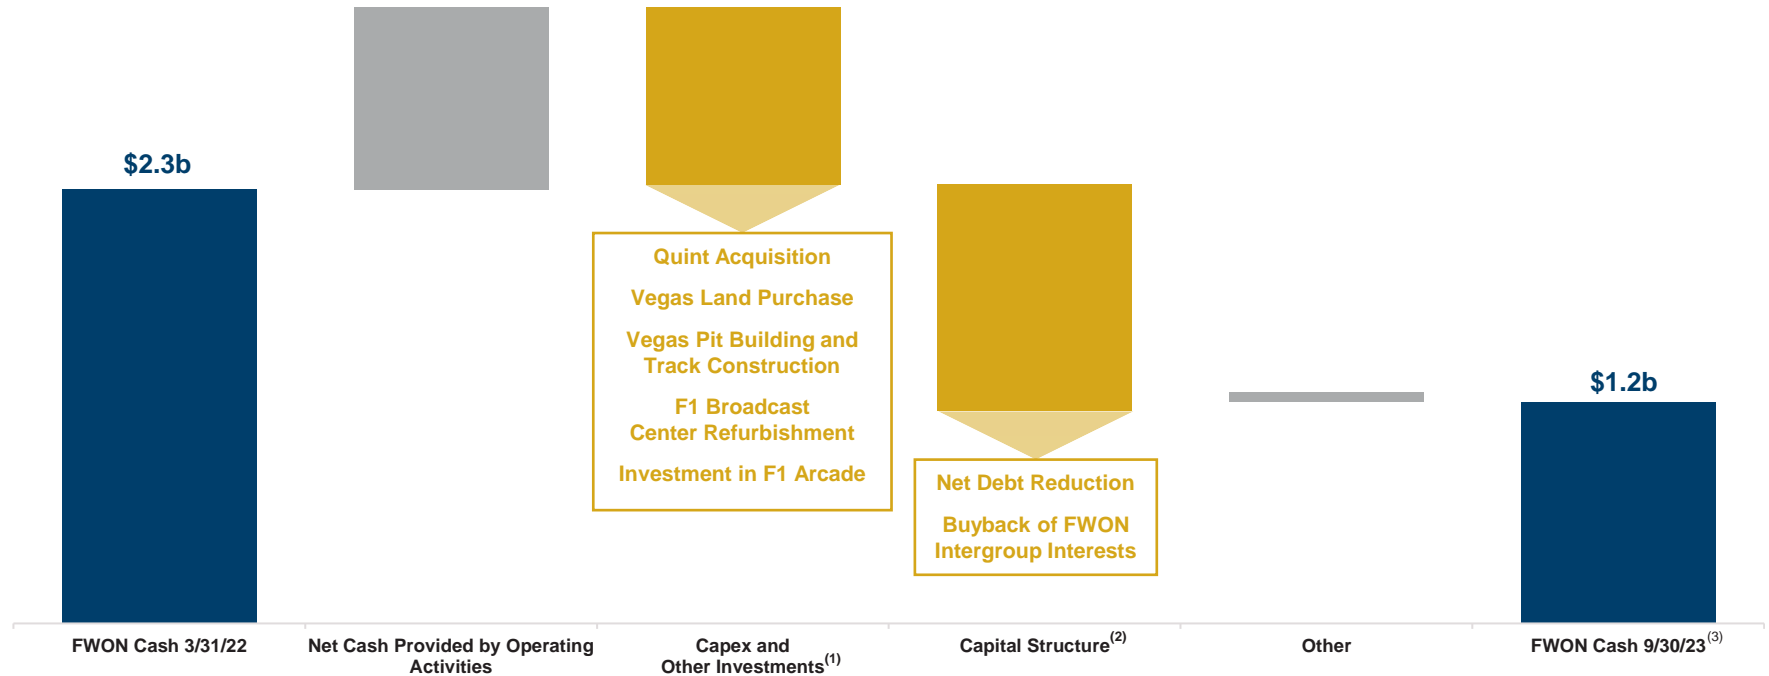 $2.3b
Quint Acquisition
Vegas Land Purchase
Vegas Pit Building and
Track Construction
F1 Broadcast
Center Refurbishment
Investment in F1 Arcade
Net Debt Reduction
Buyback of FWON
Intergroup Interests
$1.2b
FWON Cash 3/31/22
Net Cash Provided by Operating
Activities
Capex and
Other Investments(1)
Capital Structure(2)
Other
FWON Cash 9/30/23(3)